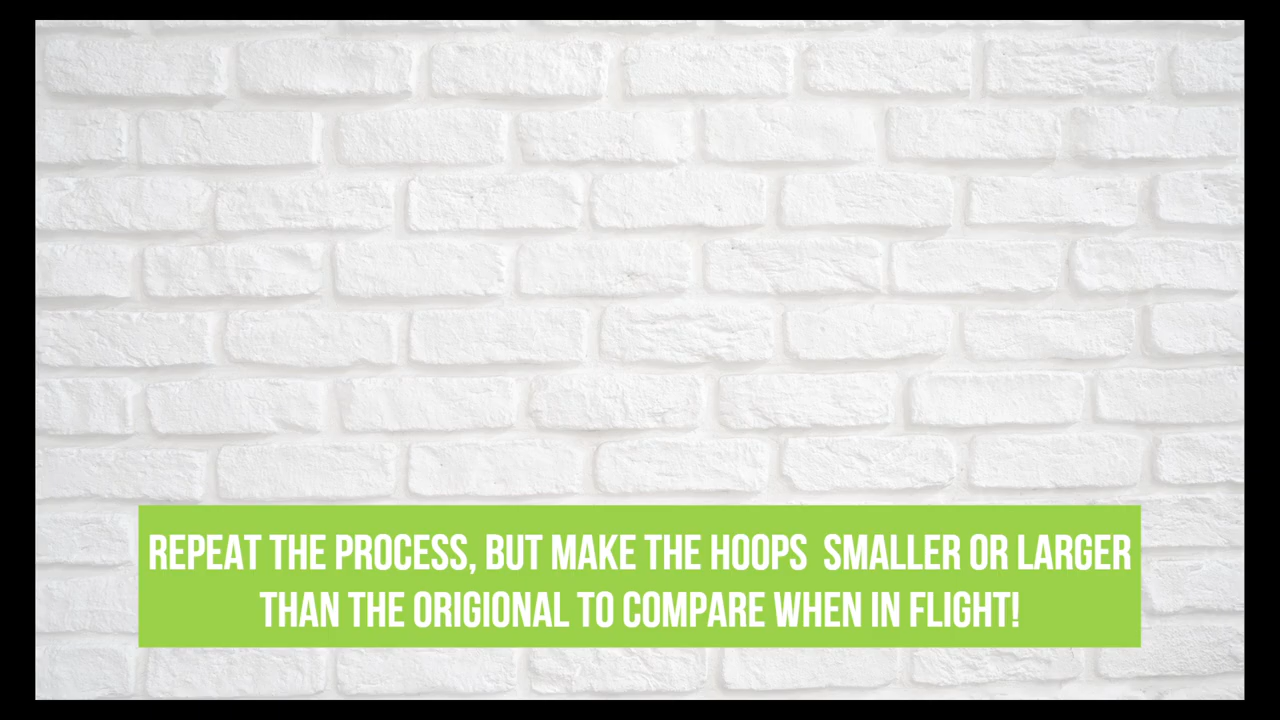 REPEAT THE PROCESS, BUT MAKE THE HOOPS  SMALLER OR LARGER
THAN THE ORIGIONAL TO COMPARE WHEN IN FLIGHT!